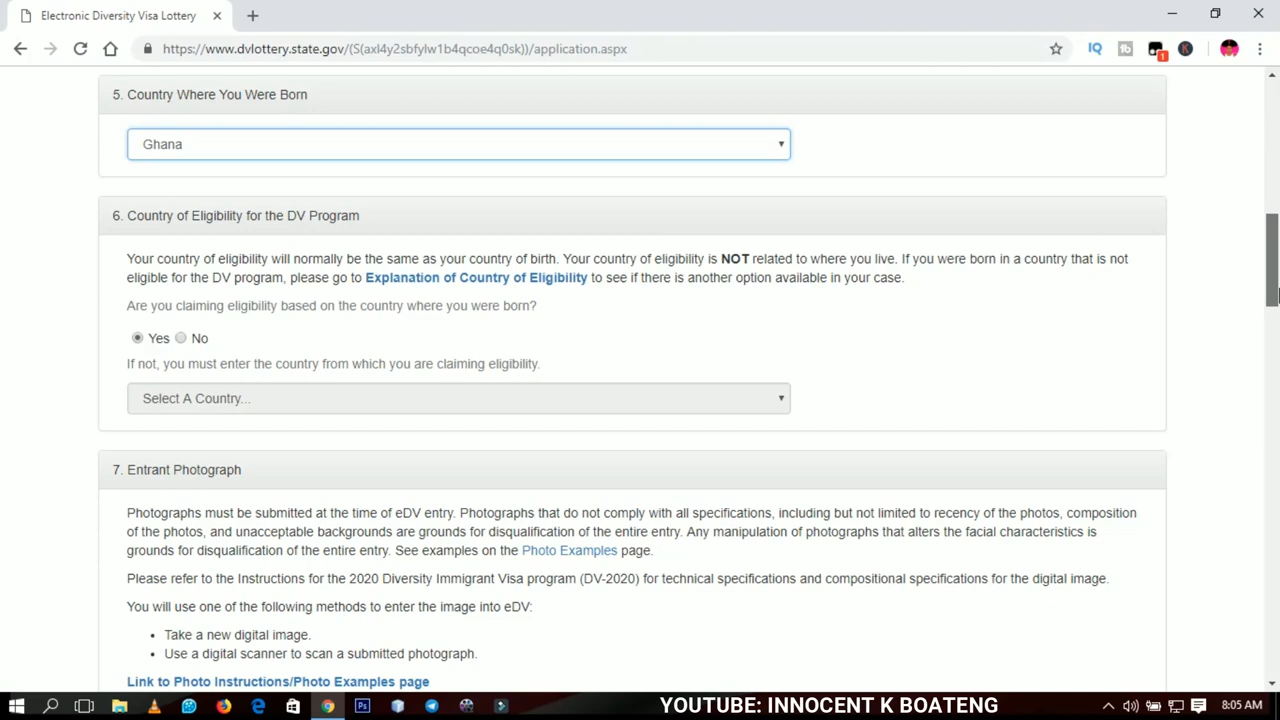 Electronic Diversity Visa Lottery
https://www.dvlottery.state.gov/(S(axl4y2sbfylw1b4qcoe4q0sk))/application.aspx
IQ
tb
1
K
5. Country Where You Were Born
Ghana
6. Country of Eligibility for the DV Program
Your country of eligibility will normally be the same as your country of birth. Your country of eligibility is NOT related to where you live. If you were born in a country that is not
eligible for the DV program, please go to Explanation of Country of Eligibility to see if there is another option available in your case.
Are you claiming eligibility based on the country where you were born?
Yes No
If not, you must enter the country from which you are claiming eligibility.
Select A Country...
7. Entrant Photograph
Photographs must be submitted at the time of eDV entry. Photographs that do not comply with all specifications, including but not limited to recency of the photos, composition
of the photos, and unacceptable backgrounds are grounds for disqualification of the entire entry. Any manipulation of photographs that alters the facial characteristics is
grounds for disqualification of the entire entry. See examples on the Photo Examples page.
Please refer to the Instructions for the 2020 Diversity Immigrant Visa program (DV-2020) for technical specifications and compositional specifications for the digital image.
You will use one of the following methods to enter the image into eDV:
• Take a new digital image.
• Use a digital scanner to scan a submitted photograph.
Link to Photo Instructions/Photo Examples page
Ps
YOUTUBE: INNOCENT K BOATENG
8:05 AM